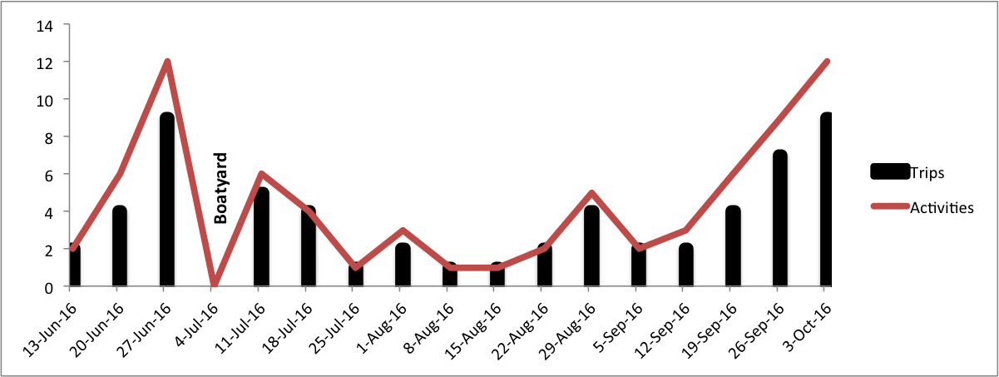 14
12
10
8
6
4
2
0
Boatyard
13-Jun-16
20-Jun-16
27-Jun-16
4-Jul-16
11-Jul-16
18-Jul-16
25-Jul-16
1-Aug-16
8-Aug-16
15-Aug-16
22-Aug-16
29-Aug-16
5-Sep-16
12-Sep-16
19-Sep-16
26-Sep-16
3-Oct-16
Trips
Activities